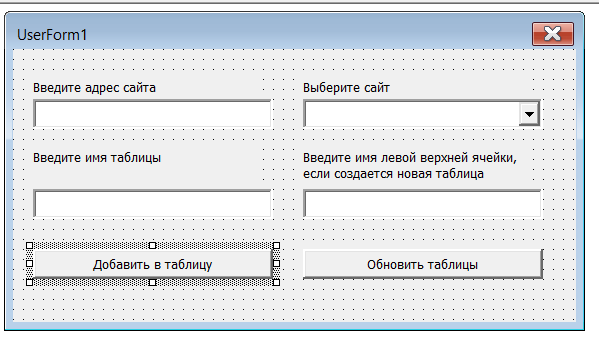 UserForm1
Введите адрес сайта
Выберите сайт
Введите имя таблицы
Введите имя левой верхней ячейки,
если создается новая таблица
Добавить в таблицу
Обновить таблицы